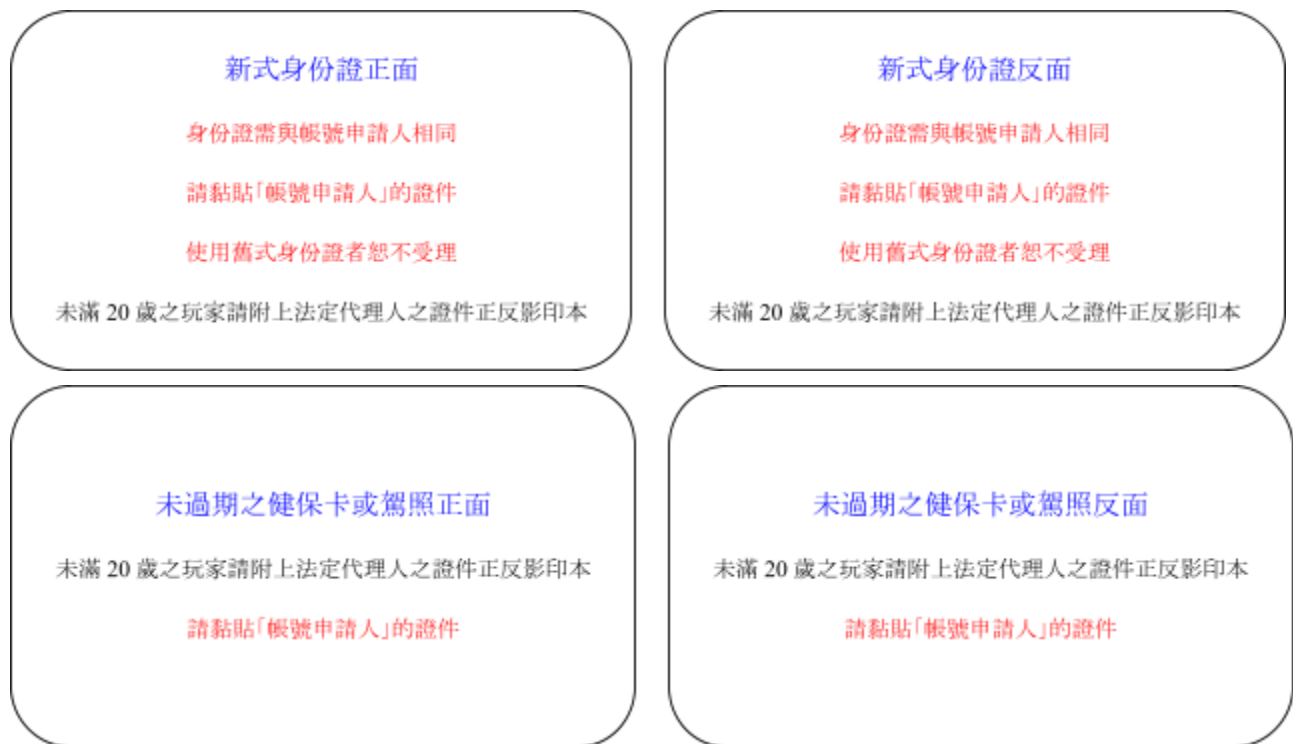 新式身份證正面
身份證需與帳號申請人相同
請黏貼「帳號申請人」的證件
使用舊式身份證者恕不受理
未滿 20 歲之玩家請附上法定代理人之證件正反影印本
新式身份證反面
身份證需與帳號申請人相同
請黏貼「帳號申請人」的證件
使用舊式身份證者恕不受理
未滿 20 歲之玩家請附上法定代理人之證件正反影印本
未過期之健保卡或駕照正面
未滿 20 歲之玩家請附上法定代理人之證件正反影印本
請黏貼「帳號申請人」的證件
未過期之健保卡或駕照反面
未滿 20 歲之玩家請附上法定代理人之證件正反影印本
請黏貼「帳號申請人」的證件